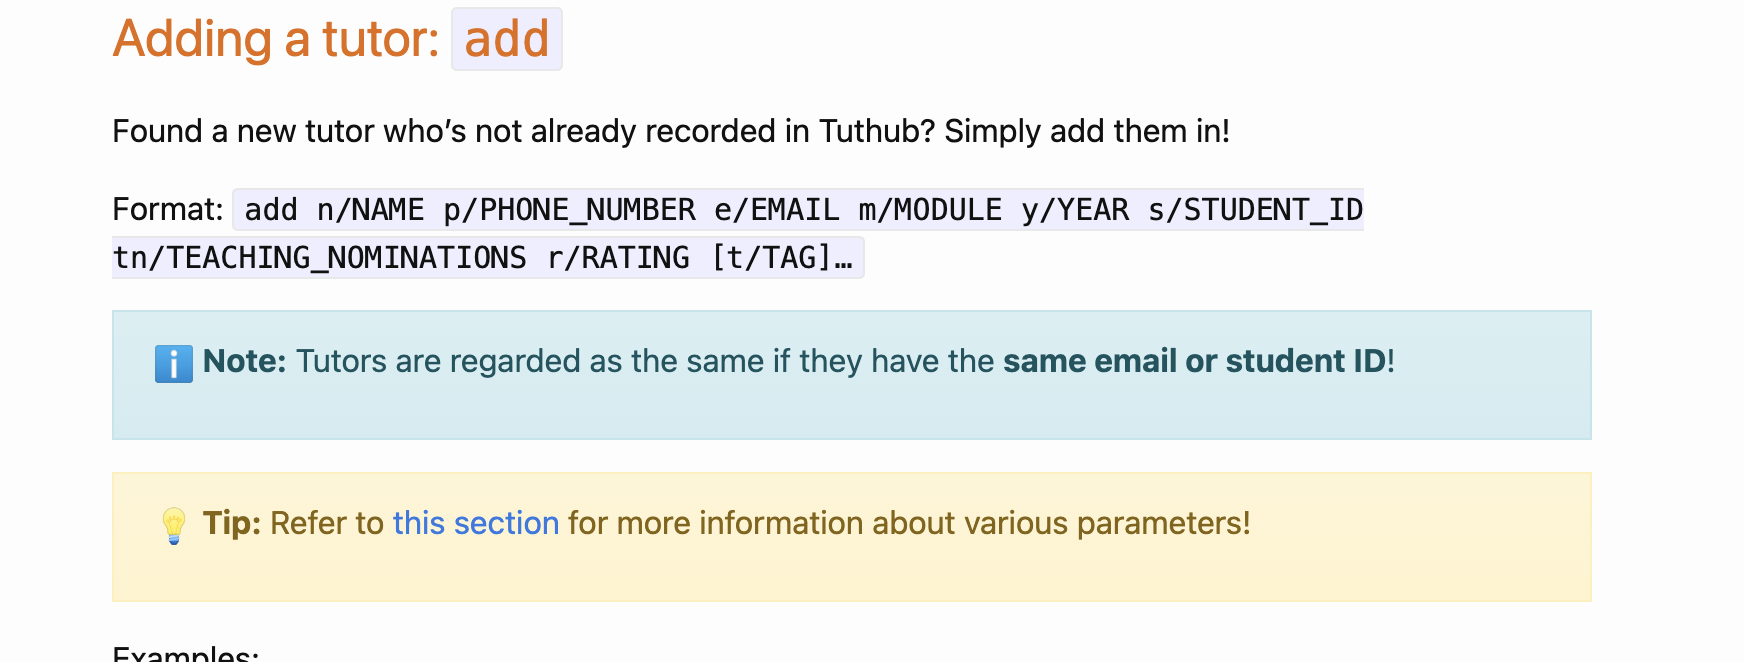 Adding a tutor: add
Found a new tutor who’s not already recorded in Tuthub? Simply add them in!
Format: add n/NAME p/PHONE_NUMBER e/EMAIL m/MODULE y/YEAR s/STUDENT_ID
tn/TEACHING_NOMINATIONS r/RATING [t/TAG]…
Note: Tutors are regarded as the same if they have the same email or student ID!
Tip: Refer to this section for more information about various parameters!
Examples: